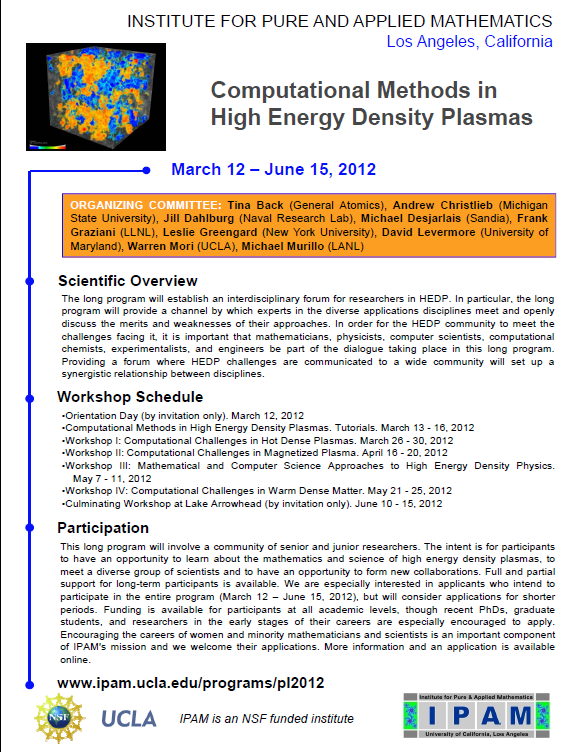 INSTITUTE FOR PURE AND APPLIED MATHEMATICS
Los Angeles, California
Computational Methods in
High Energy Density Plasmas
March 12 – June 15, 2012
ORGANIZING COMMITTEE: Tina Back (General Atomics), Andrew Christlieb (Michigan
State University), Jill Dahlburg (Naval Research Lab), Michael Desjarlais (Sandia), Frank
Graziani (LLNL), Leslie Greengard (New York University), David Levermore (University of
Maryland), Warren Mori (UCLA), Michael Murillo (LANL)
Scientific Overview
The long program will establish an interdisciplinary forum for researchers in HEDP. In particular, the long
program will provide a channel by which experts in the diverse applications disciplines meet and openly
discuss the merits and weaknesses of their approaches. In order for the HEDP community to meet the
challenges facing it, it is important that mathematicians, physicists, computer scientists, computational
chemists, experimentalists, and engineers be part of the dialogue taking place in this long program.
Providing a forum where HEDP challenges are communicated to a wide community will set up a
synergistic relationship between disciplines.
Workshop Schedule
•Orientation Day (by invitation only). March 12, 2012
•Computational Methods in High Energy Density Plasmas. Tutorials. March 13 - 16, 2012
•Workshop I: Computational Challenges in Hot Dense Plasmas. March 26 - 30, 2012
•Workshop II: Computational Challenges in Magnetized Plasma. April 16 - 20, 2012
•Workshop III: Mathematical and Computer Science Approaches to High Energy Density Physics.
May 7 - 11, 2012
•Workshop IV: Computational Challenges in Warm Dense Matter. May 21 - 25, 2012
•Culminating Workshop at Lake Arrowhead (by invitation only). June 10 - 15, 2012
Participation
This long program will involve a community of senior and junior researchers. The intent is for participants
to have an opportunity to learn about the mathematics and science of high energy density plasmas, to
meet a diverse group of scientists and to have an opportunity to form new collaborations. Full and partial
support for long-term participants is available. We are especially interested in applicants who intend to
participate in the entire program (March 12 – June 15, 2012), but will consider applications for shorter
periods. Funding is available for participants at all academic levels, though recent PhDs, graduate
students, and researchers in the early stages of their careers are especially encouraged to apply.
Encouraging the careers of women and minority mathematicians and scientists is an important component
of IPAM's mission and we welcome their applications. More information and an application is available
online.
www.ipam.ucla.edu/programs/pl2012
NSF
UCLA
IPAM is an NSF funded institute
Institute for Pure & Applied Mathematics
IPAM
University of California, Los Angeles